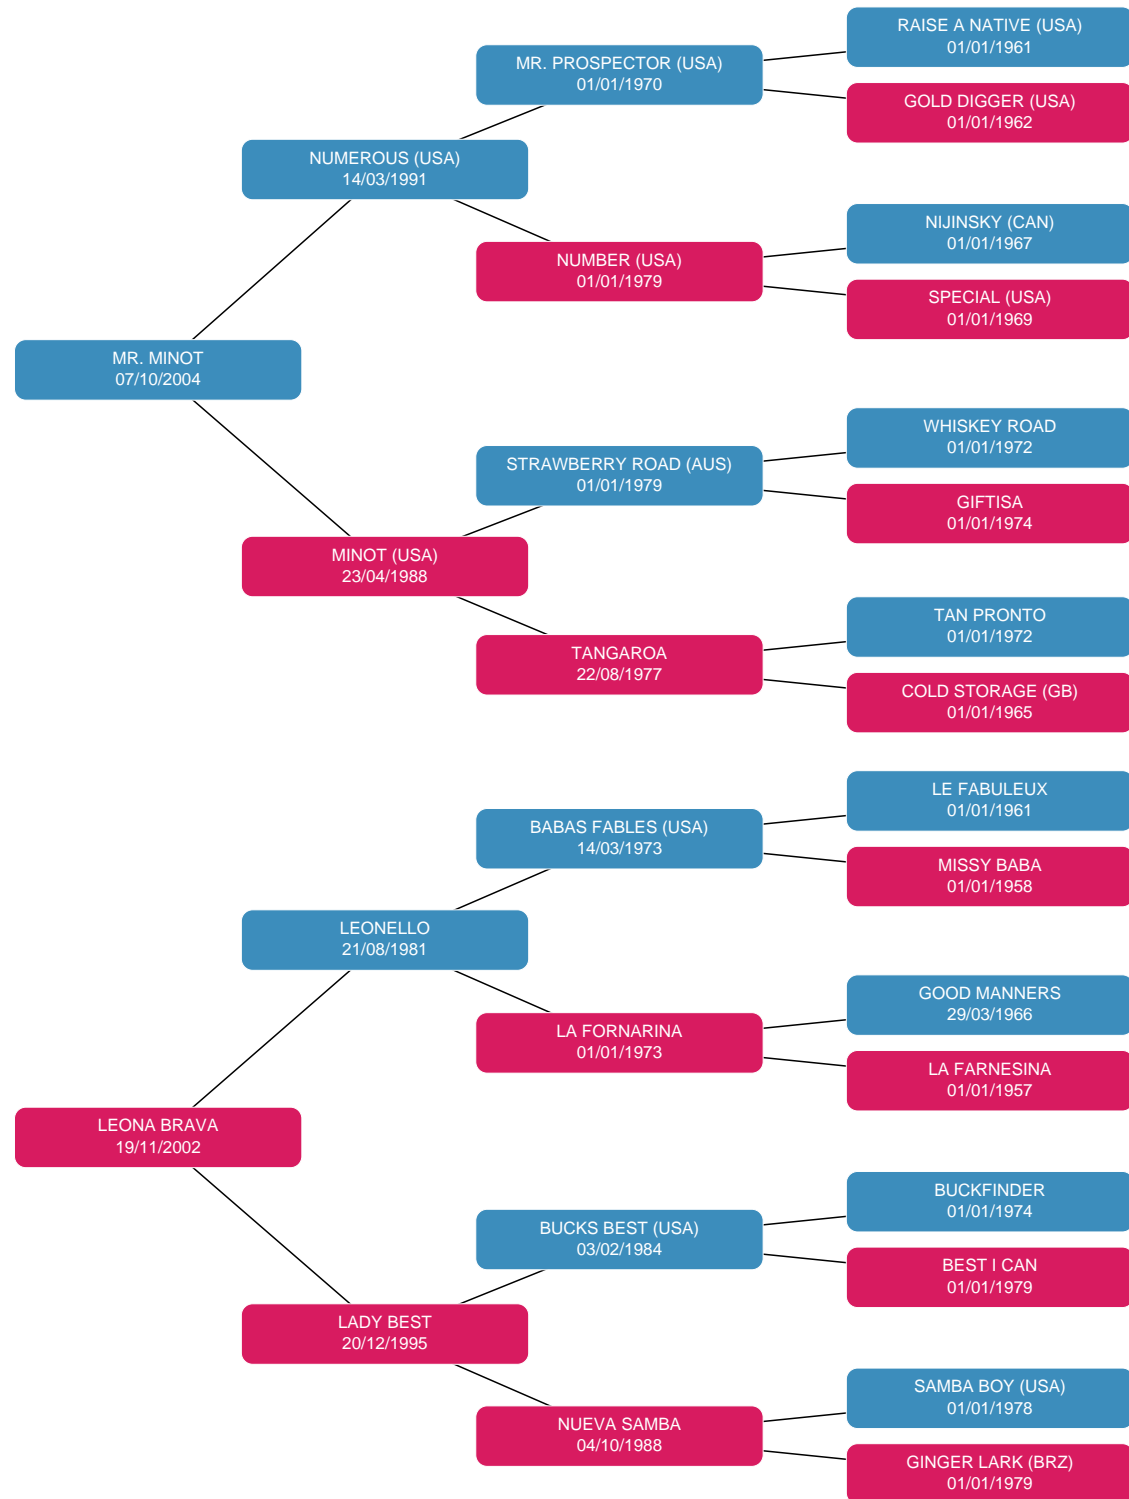 RAISE A NATIVE (USA)
01/01/1961
MR. PROSPECTOR (USA)
01/01/1970
GOLD DIGGER (USA)
01/01/1962
NUMEROUS (USA)
14/03/1991
NIJINSKY (CAN)
01/01/1967
NUMBER (USA)
01/01/1979
SPECIAL (USA)
01/01/1969
MR. MINOT
07/10/2004
WHISKEY ROAD
01/01/1972
STRAWBERRY ROAD (AUS)
01/01/1979
GIFTISA
01/01/1974
MINOT (USA)
23/04/1988
TAN PRONTO
01/01/1972
TANGAROA
22/08/1977
COLD STORAGE (GB)
01/01/1965
LE FABULEUX
01/01/1961
BABAS FABLES (USA)
14/03/1973
MISSY BABA
01/01/1958
LEONELLO
21/08/1981
GOOD MANNERS
29/03/1966
LA FORNARINA
01/01/1973
LA FARNESINA
01/01/1957
LEONA BRAVA
19/11/2002
BUCKFINDER
01/01/1974
BUCKS BEST (USA)
03/02/1984
BEST I CAN
01/01/1979
LADY BEST
20/12/1995
SAMBA BOY (USA)
01/01/1978
NUEVA SAMBA
04/10/1988
GINGER LARK (BRZ)
01/01/1979